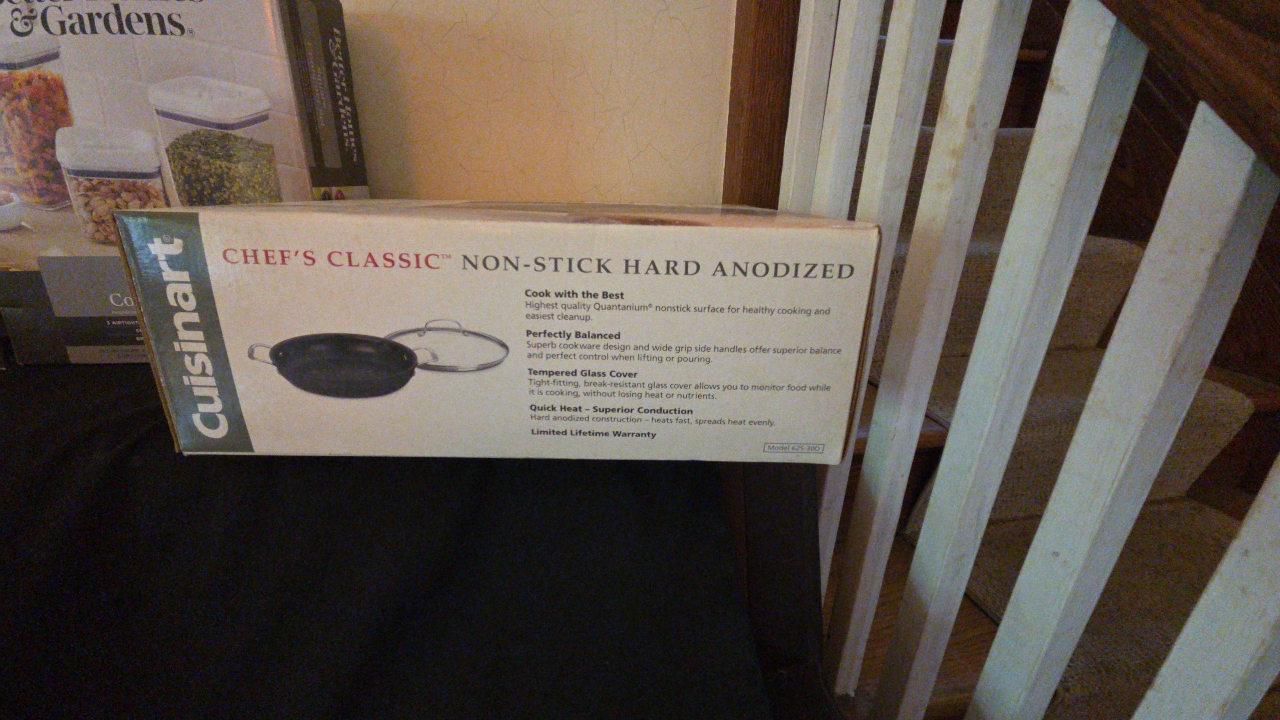 & Gardens
Cuisinart
CHEF'S CLASSIC™ NON-STICK HARD ANODIZED
Cook with the Best
Highest quality Quantanium® nonstick surface for healthy cooking and
easiest cleanup.
Perfectly Balanced
Superb cookware design and wide grip side handles offer superior balance
and perfect control when lifting or pouring.
Tempered Glass Cover
Tight-fitting, break-resistant glass cover allows you to monitor food while
it is cooking, without losing heat or nutrients.
Quick Heat – Superior Conduction
Hard anodized construction – heats fast, spreads heat evenly.
Limited Lifetime Warranty
Model 625-30D